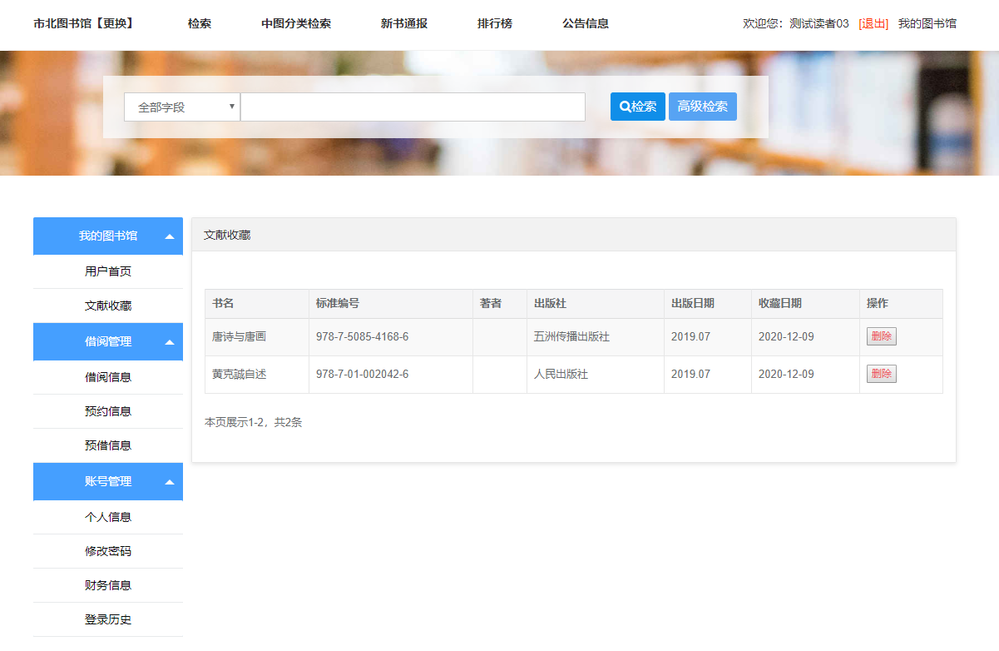 市北图书馆【更换】 检索 中图分类检索 新书通报 排行榜 公告信息 欢迎您：测试读者03 [退出] 我的图书馆
全部字段 检索 高级检索
我的图书馆
用户首页
文献收藏
借阅管理
借阅信息
预约信息
预借信息
账号管理
个人信息
修改密码
财务信息
登录历史
文献收藏
书名 标准编号 著者 出版社 出版日期 收藏日期 操作
唐诗与唐画 978-7-5085-4168-6 五洲传播出版社 2019.07 2020-12-09 删除
黄克誠自述 978-7-01-002042-6 人民出版社 2019.07 2020-12-09 删除
本页展示1-2，共2条